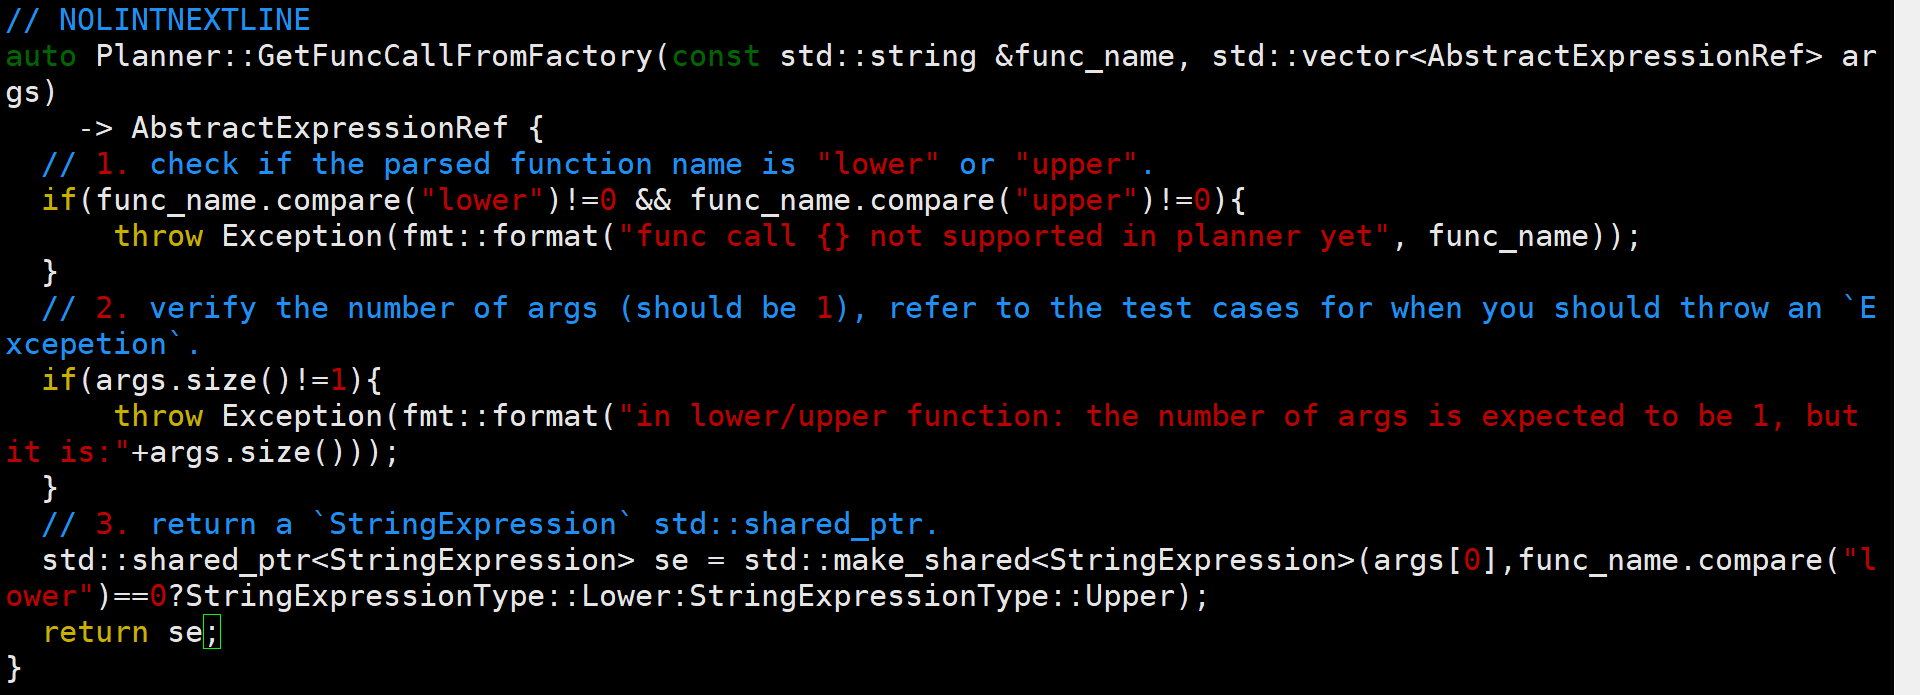 // NOLINTNEXTLINE
auto Planner::GetFuncCallFromFactory(const std::string &func_name, std::vector<AbstractExpressionRef> ar
gs)
    -> AbstractExpressionRef {
  // 1. check if the parsed function name is "lower" or "upper".
  if(func_name.compare("lower")!=0 && func_name.compare("upper")!=0){
      throw Exception(fmt::format("func call {} not supported in planner yet", func_name));
  }
  // 2. verify the number of args (should be 1), refer to the test cases for when you should throw an `E
xcepetion`.
  if(args.size()!=1){
      throw Exception(fmt::format("in lower/upper function: the number of args is expected to be 1, but
it is:"+args.size()));
  }
  // 3. return a `StringExpression` std::shared_ptr.
  std::shared_ptr<StringExpression> se = std::make_shared<StringExpression>(args[0],func_name.compare("l
ower")==0?StringExpressionType::Lower:StringExpressionType::Upper);
  return se;
}